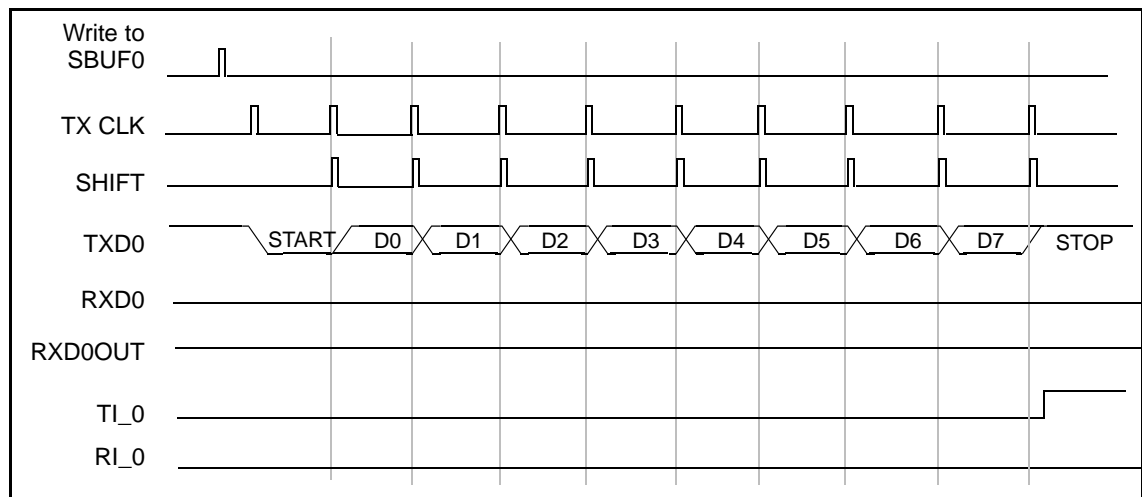 Write to
SBUF0
TX CLK
SHIFT
TXD0
START D0 D1 D2 D3 D4 D5 D6 D7 STOP
RXD0
RXD0OUT
TI_0
RI_0